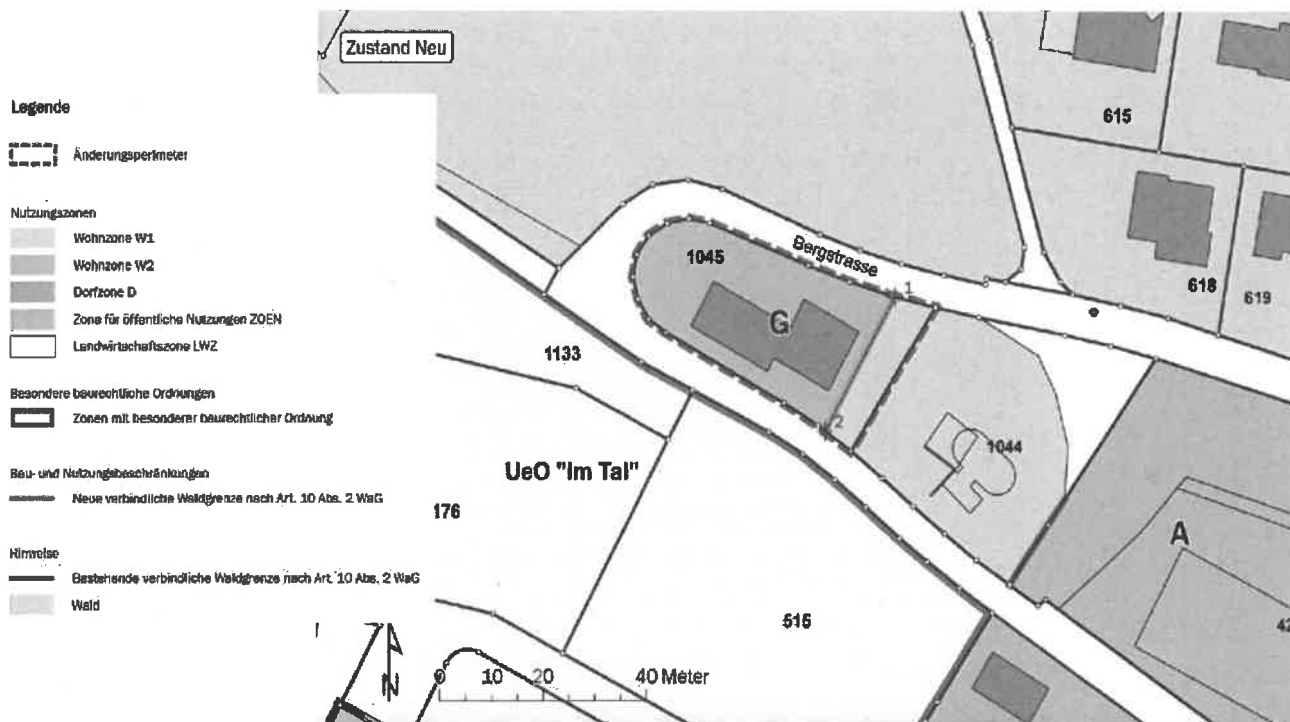 Zustand Neu
Legende
Änderungsperimeter
Nutzungszonen
Wohnzone W1
Wohnzone W2
Dorfzone D
Zone für öffentliche Nutzungen ZOEN
Landwirtschaftszone LWZ
Besondere baurechtliche Ordnungen
Zonen mit besonderer baurechtlicher Ordnung
Bau- und Nutzungsbeschränkungen
Neue verbindliche Waldgrenze nach Art. 10 Abs. 2 WaG
Hinweise
Bestehende verbindliche Waldgrenze nach Art. 10 Abs. 2 WaG
Wald
615
Bergstrasse
1045
1
618
619
G
1133
2
1044
UeO "Im Tal"
176
A
515
42
N
0 10 20 40 Meter